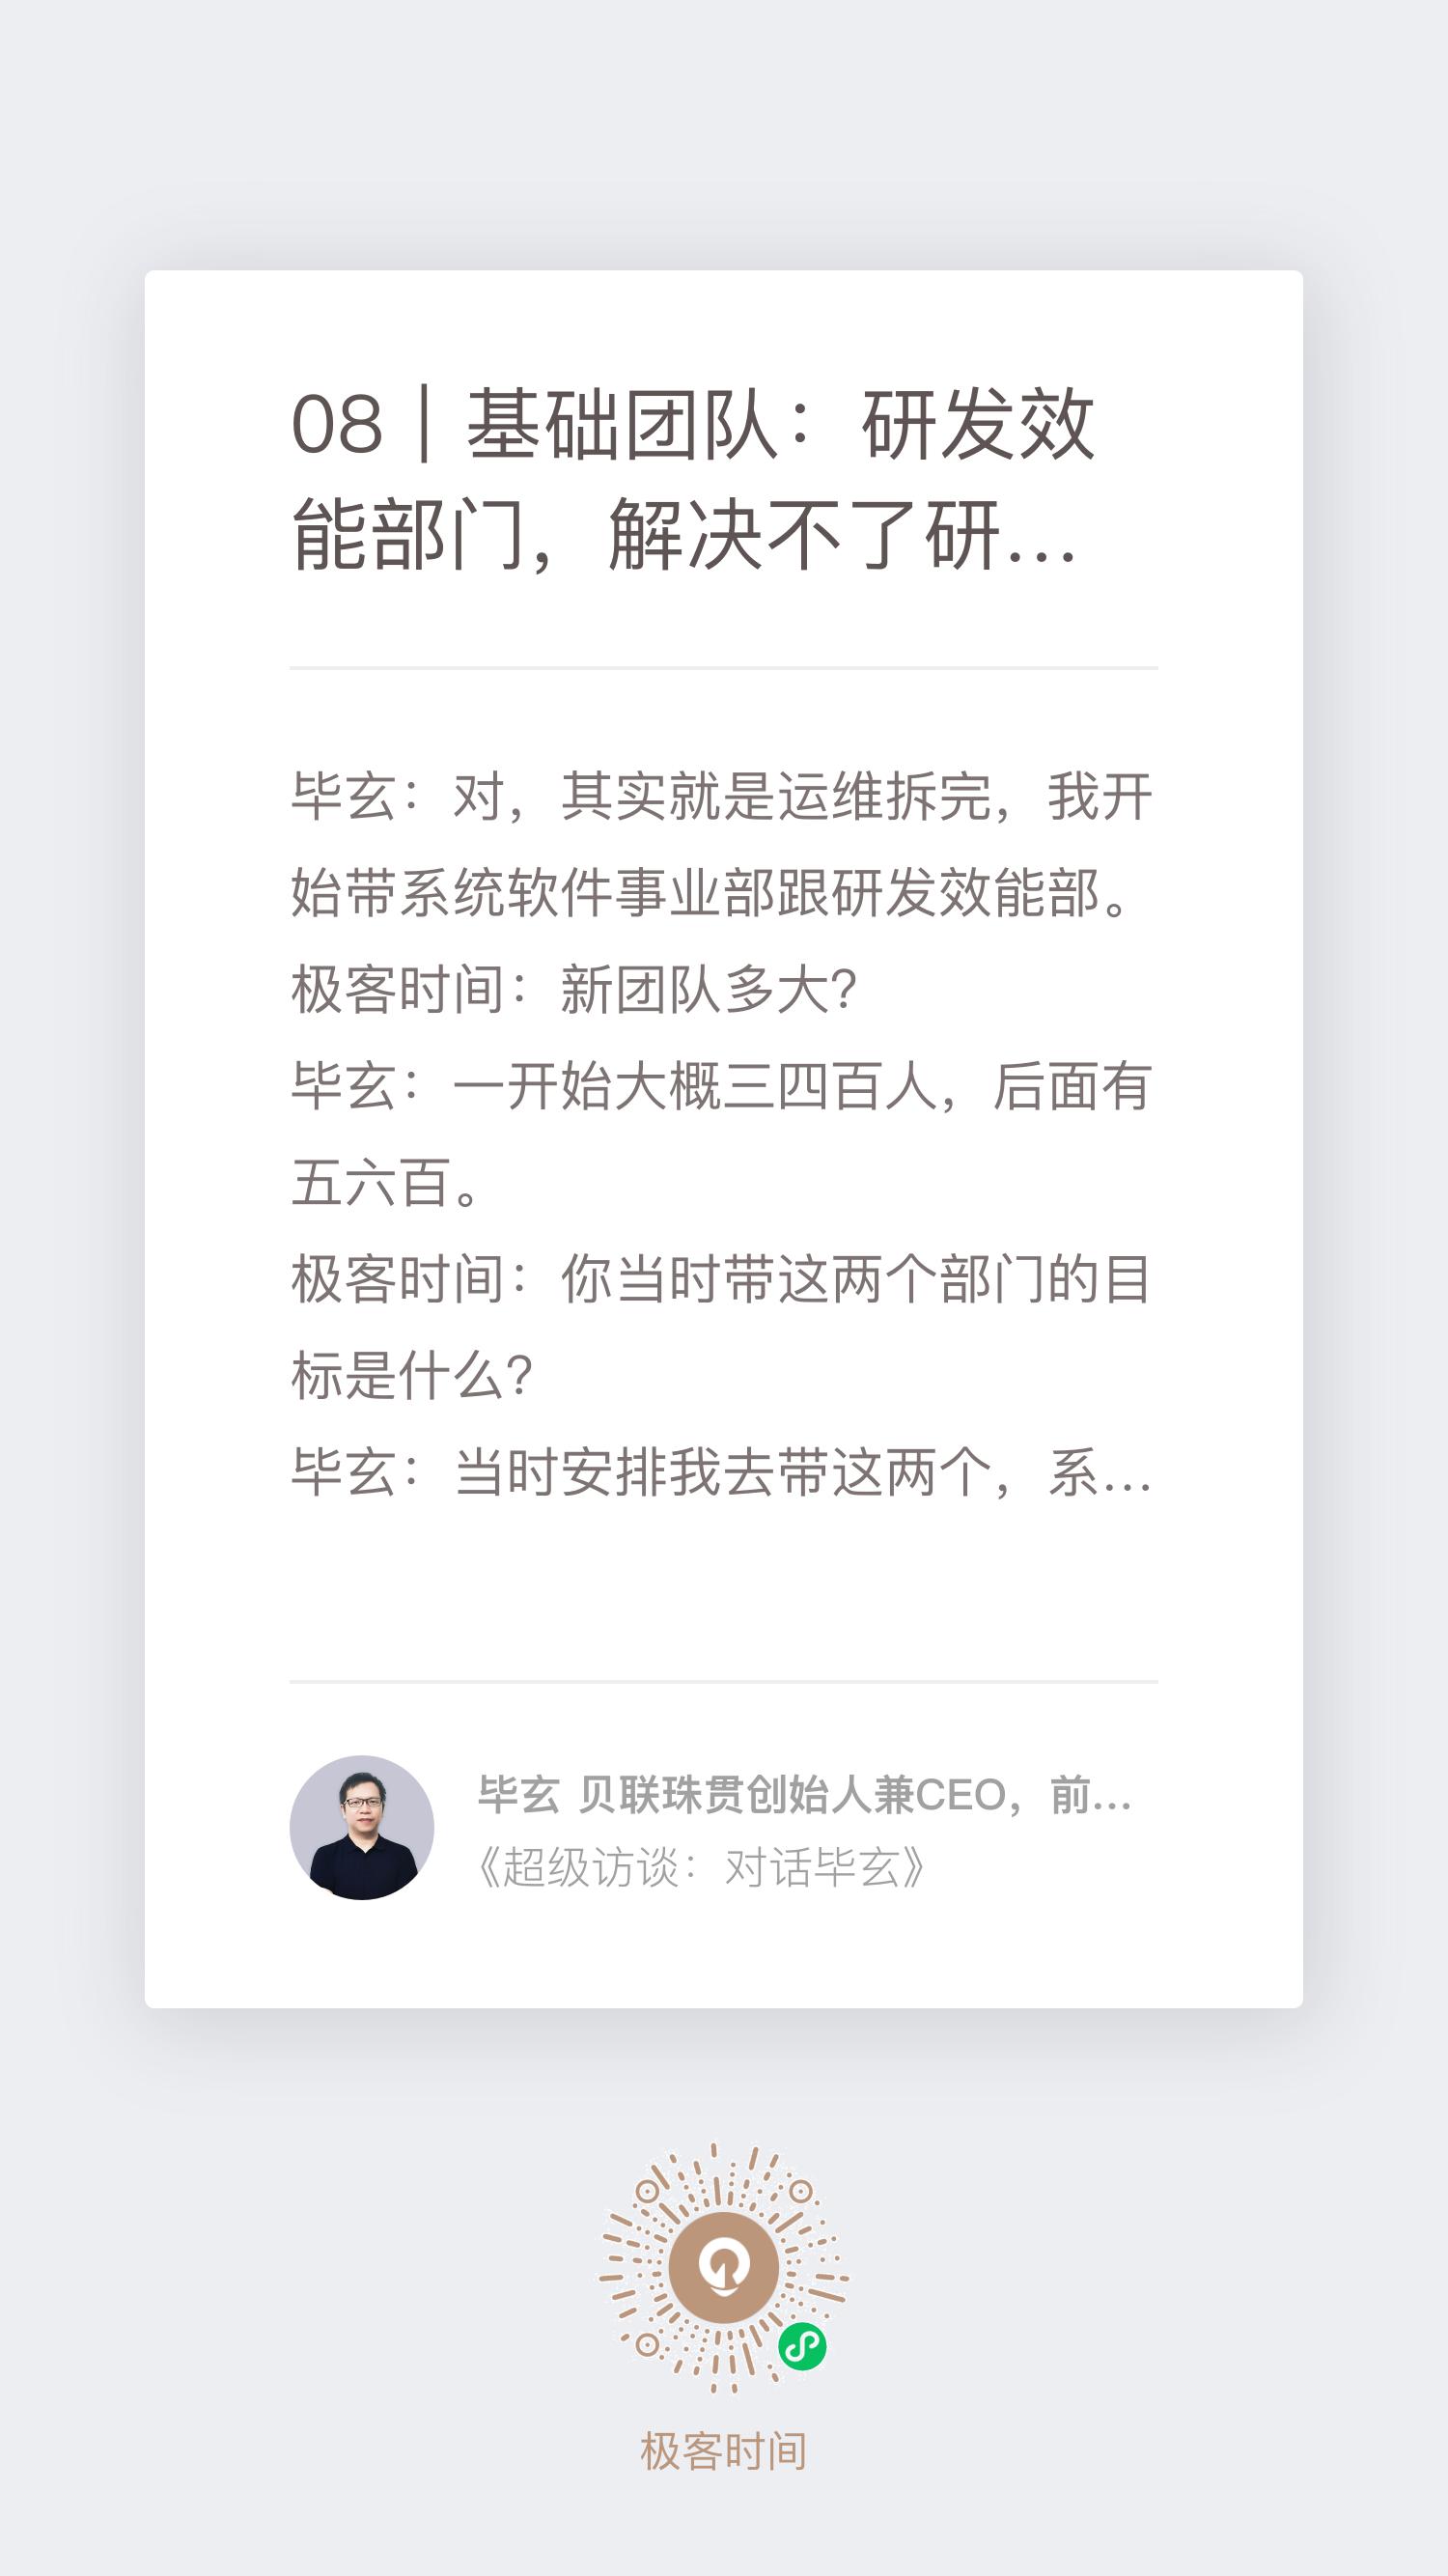 08｜基础团队：研发效
能部门，解决不了研...
毕玄：对，其实就是运维拆完，我开
始带系统软件事业部跟研发效能部。
极客时间：新团队多大？
毕玄：一开始大概三四百人，后面有
五六百。
极客时间：你当时带这两个部门的目
标是什么？
毕玄：当时安排我去带这两个，系...
毕玄 贝联珠贯创始人兼CEO，前...
《超级访谈：对话毕玄》
极客时间